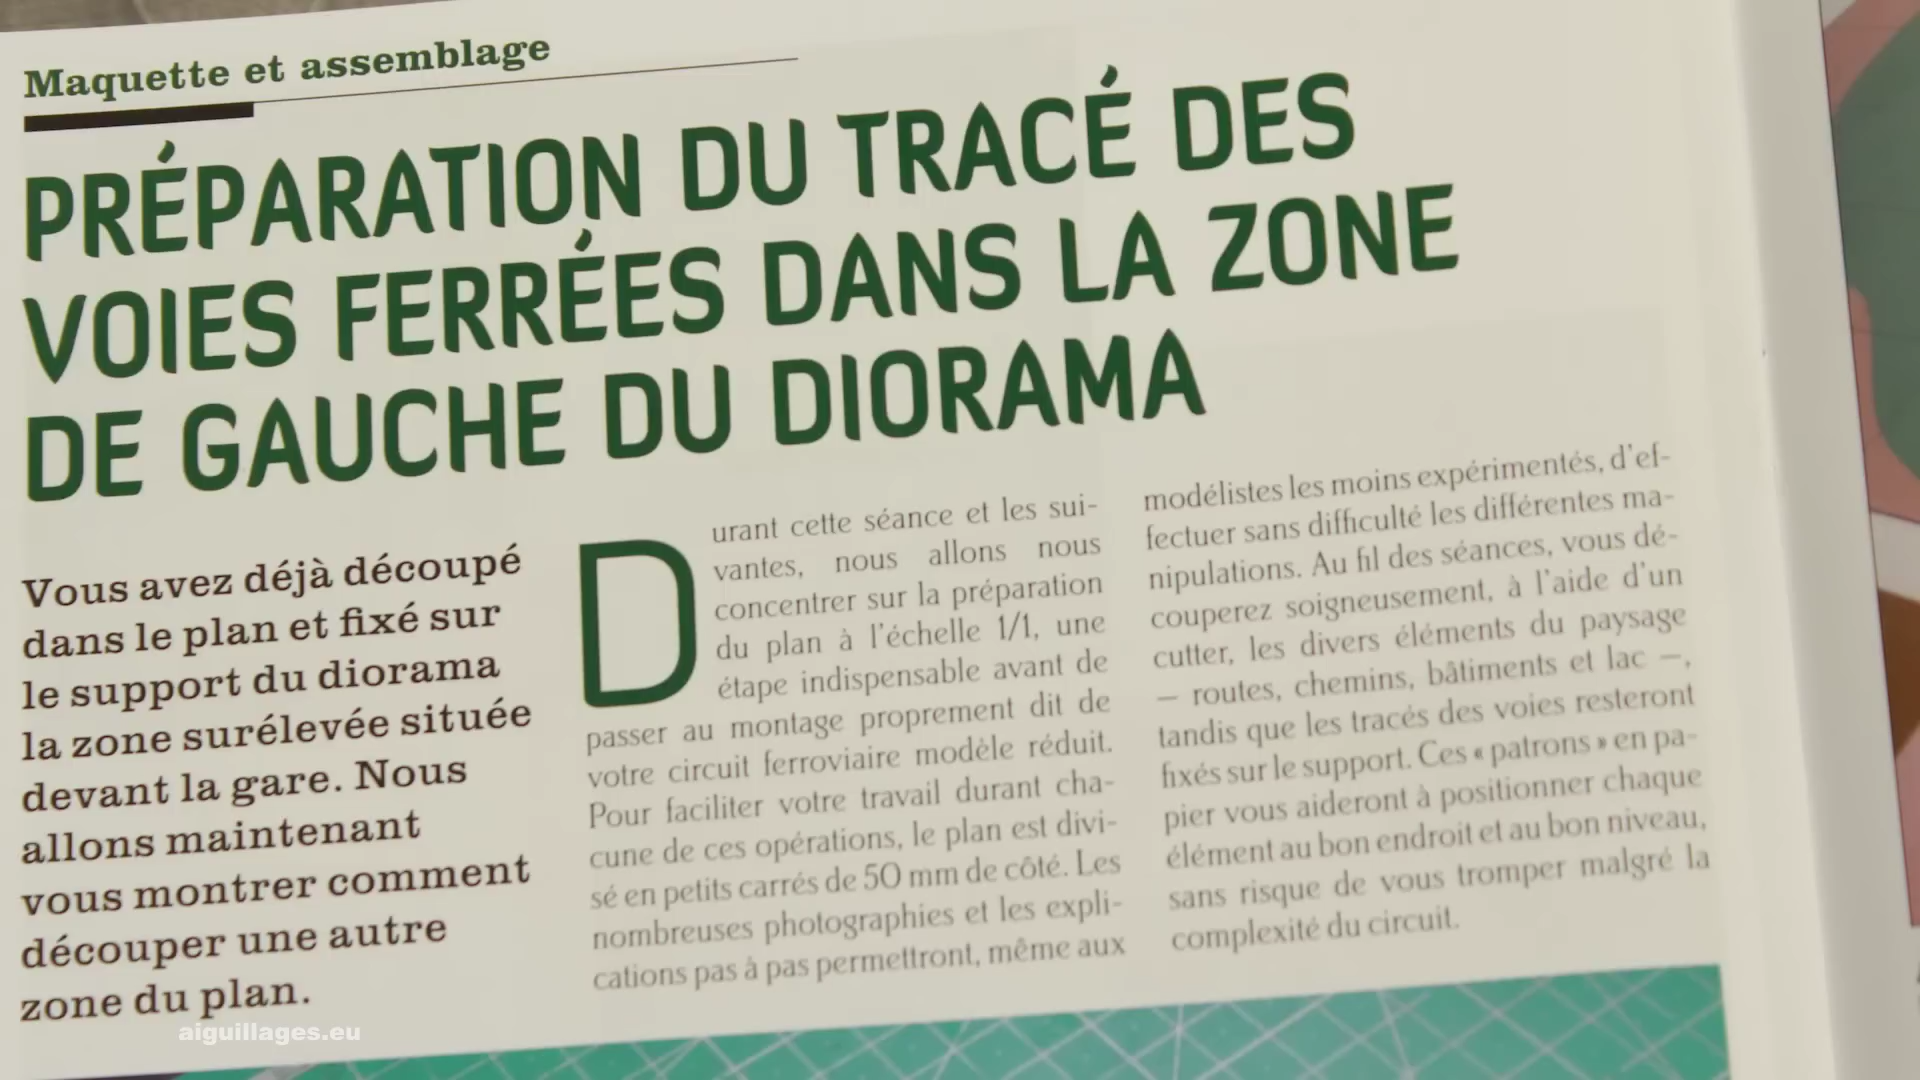 Maquette et assemblage
PRÉPARATION DU TRACÉ DES
VOIES FERRÉES DANS LA ZONE
DE GAUCHE DU DIORAMA
Vous avez déjà découpé
dans le plan et fixé sur
le support du diorama
la zone surélevée située
devant la gare. Nous
allons maintenant
vous montrer comment
découper une autre
zone du plan.
Durant cette séance et les sui-
vantes, nous allons nous
concentrer sur la préparation
du plan à l'échelle 1/1, une
étape indispensable avant de
passer au montage proprement dit de
votre circuit ferroviaire modèle réduit.
Pour faciliter votre travail durant cha-
cune de ces opérations, le plan est divi-
sé en petits carrés de 50 mm de côté. Les
nombreuses photographies et les expli-
cations pas à pas permettront, même aux
modélistes les moins expérimentés, d'ef-
fectuer sans difficulté les différentes ma-
nipulations. Au fil des séances, vous dé-
couperez soigneusement, à l'aide d'un
cutter, les divers éléments du paysage
— routes, chemins, bâtiments et lac —,
tandis que les tracés des voies resteront
fixés sur le support. Ces « patrons » en pa-
pier vous aideront à positionner chaque
élément au bon endroit et au bon niveau,
sans risque de vous tromper malgré la
complexité du circuit.
aiguillages.eu